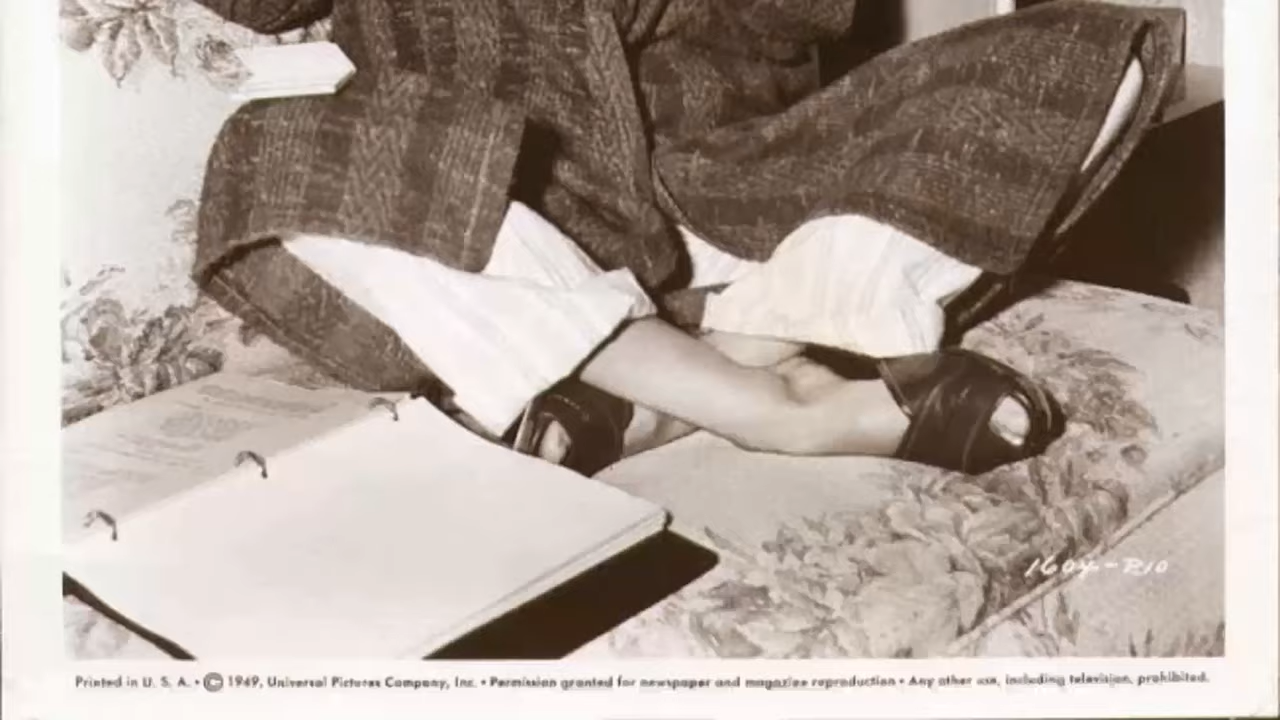 1604-R10
Printed in U. S. A. • © 1949, Universal Pictures Company, Inc. • Permission granted for newspaper and magazine reproduction • Any other use, including television, prohibited.